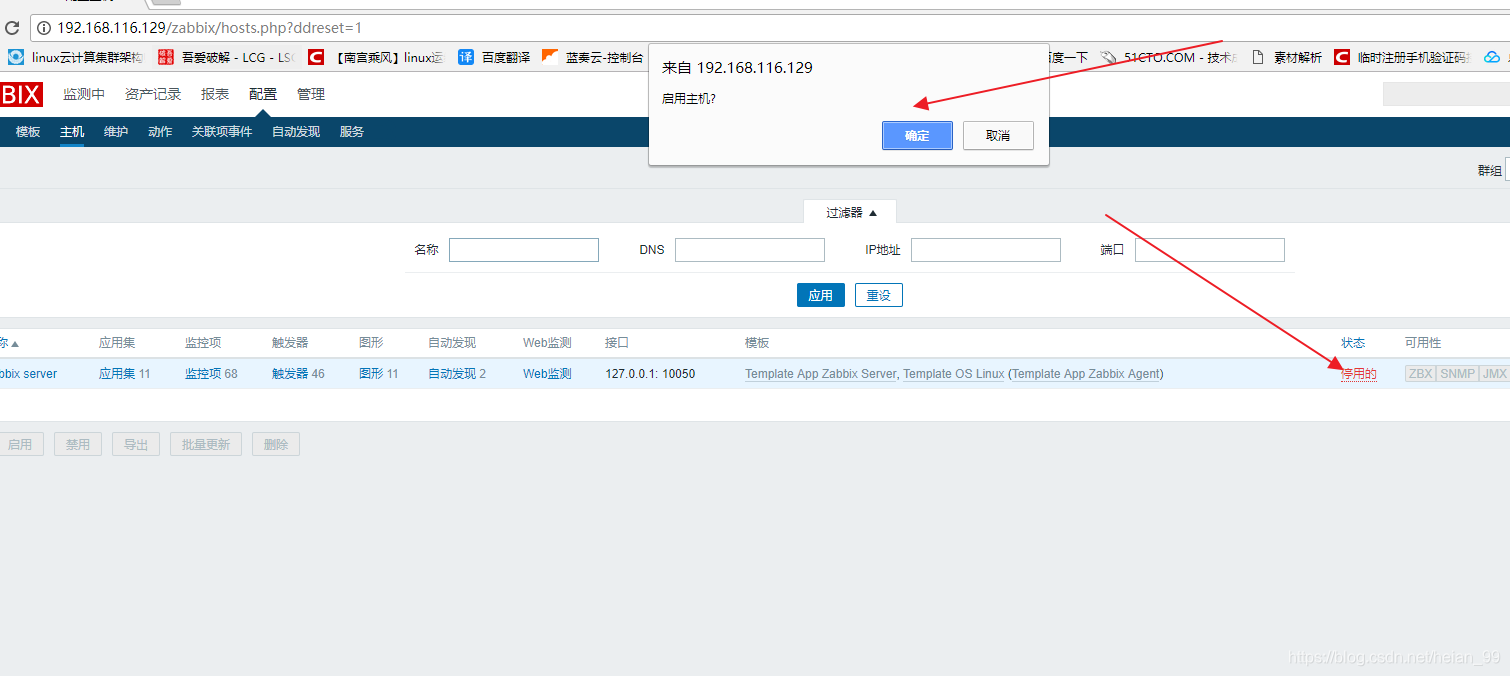 192.168.116.129/zabbix/hosts.php?ddreset=1
linux云计算集群架构 吾爱破解 - LCG - LSG 【南宫乘风】linux运 译 百度翻译 蓝奏云-控制台 百度一下 51CTO.COM - 技术 素材解析 临时注册手机验证码
来自 192.168.116.129
启用主机?
确定 取消
BIX 监测中 资产记录 报表 配置 管理
模板 主机 维护 动作 关联项事件 自动发现 服务
群组
过滤器 ▲
名称 DNS IP地址 端口
应用 重设
称 ▲ 应用集 监控项 触发器 图形 自动发现 Web监测 接口 模板 状态 可用性
bbix server 应用集 11 监控项 68 触发器 46 图形 11 自动发现 2 Web监测 127.0.0.1: 10050 Template App Zabbix Server, Template OS Linux (Template App Zabbix Agent) 停用的 ZBX SNMP JMX
启用 禁用 导出 批量更新 删除
https://blog.csdn.net/heian_99